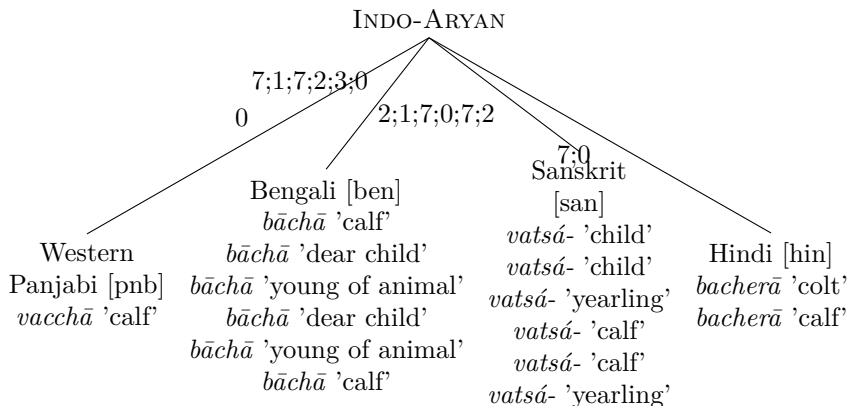 INDO-ARYAN
7;1;7;2;3;0
0
2;1;7;0;7;2
7;0
Western
Panjabi [pnb]
vacchā 'calf'
Bengali [ben]
bāchā 'calf'
bāchā 'dear child'
bāchā 'young of animal'
bāchā 'dear child'
bāchā 'young of animal'
bāchā 'calf'
Sanskrit
[san]
vatsá- 'child'
vatsá- 'child'
vatsá- 'yearling'
vatsá- 'calf'
vatsá- 'calf'
vatsá- 'yearling'
Hindi [hin]
bacherā 'colt'
bacherā 'calf'